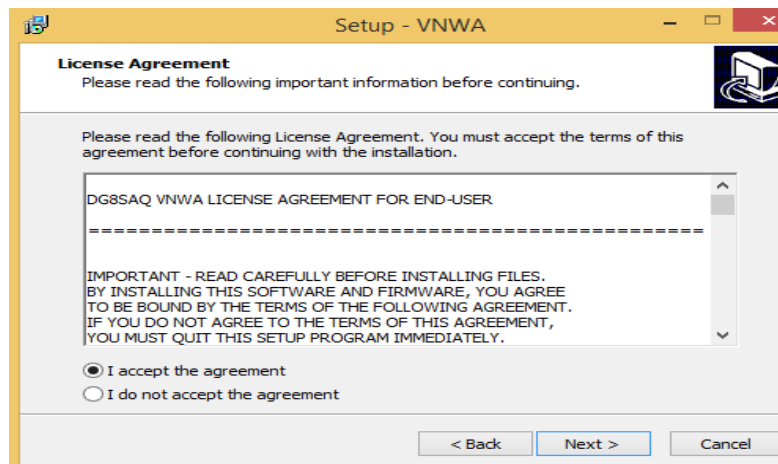 Setup - VNWA
License Agreement
Please read the following important information before continuing.
Please read the following License Agreement. You must accept the terms of this
agreement before continuing with the installation.
DG8SAQ VNWA LICENSE AGREEMENT FOR END-USER
==================================================
IMPORTANT - READ CAREFULLY BEFORE INSTALLING FILES.
BY INSTALLING THIS SOFTWARE AND FIRMWARE, YOU AGREE
TO BE BOUND BY THE TERMS OF THE FOLLOWING AGREEMENT.
IF YOU DO NOT AGREE TO THE TERMS OF THIS AGREEMENT,
YOU MUST QUIT THIS SETUP PROGRAM IMMEDIATELY.
I accept the agreement
I do not accept the agreement
< Back Next > Cancel